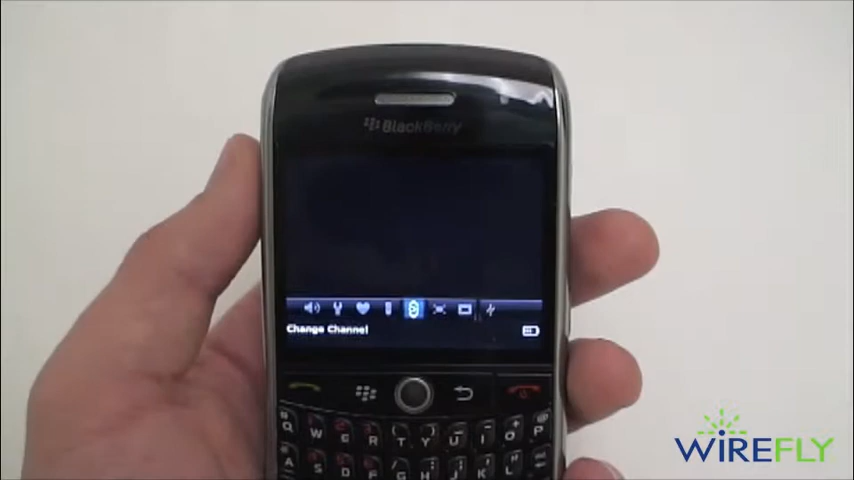 BlackBerry
Change Channel
Q W E R T Y U I O P
A S D F G H J K L
WIREFLY